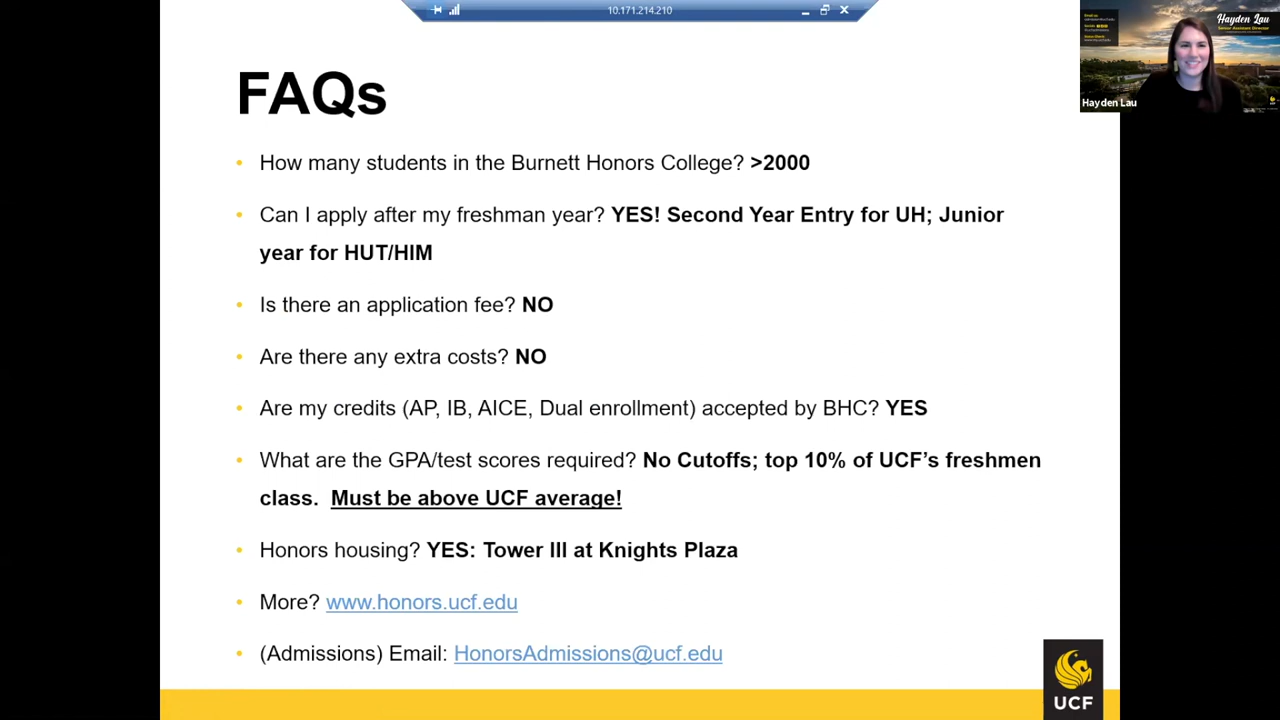 10.171.214.210
Hayden Lau
Hayden Lau
FAQs
• How many students in the Burnett Honors College? >2000
• Can I apply after my freshman year? YES! Second Year Entry for UH; Junior
year for HUT/HIM
• Is there an application fee? NO
• Are there any extra costs? NO
• Are my credits (AP, IB, AICE, Dual enrollment) accepted by BHC? YES
• What are the GPA/test scores required? No Cutoffs; top 10% of UCF’s freshmen
class. Must be above UCF average!
• Honors housing? YES: Tower III at Knights Plaza
• More? www.honors.ucf.edu
• (Admissions) Email: HonorsAdmissions@ucf.edu
UCF